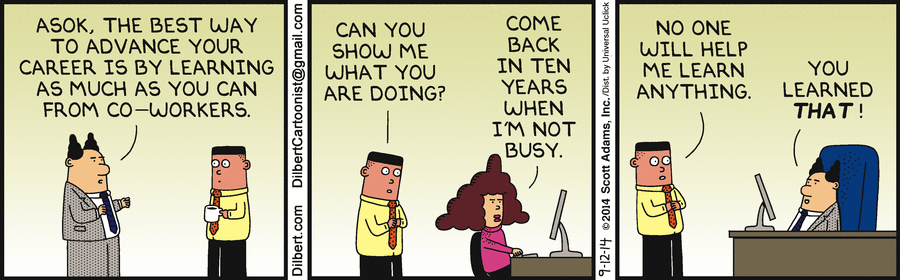 ASOK, THE BEST WAY
TO ADVANCE YOUR
CAREER IS BY LEARNING
AS MUCH AS YOU CAN
FROM CO-WORKERS.
Dilbert.com DilbertCartoonist@gmail.com
CAN YOU
SHOW ME
WHAT YOU
ARE DOING?
COME
BACK
IN TEN
YEARS
WHEN
I'M NOT
BUSY.
9-12-14 ©2014 Scott Adams, Inc. /Dist. by Universal Uclick
NO ONE
WILL HELP
ME LEARN
ANYTHING.
YOU
LEARNED
THAT!